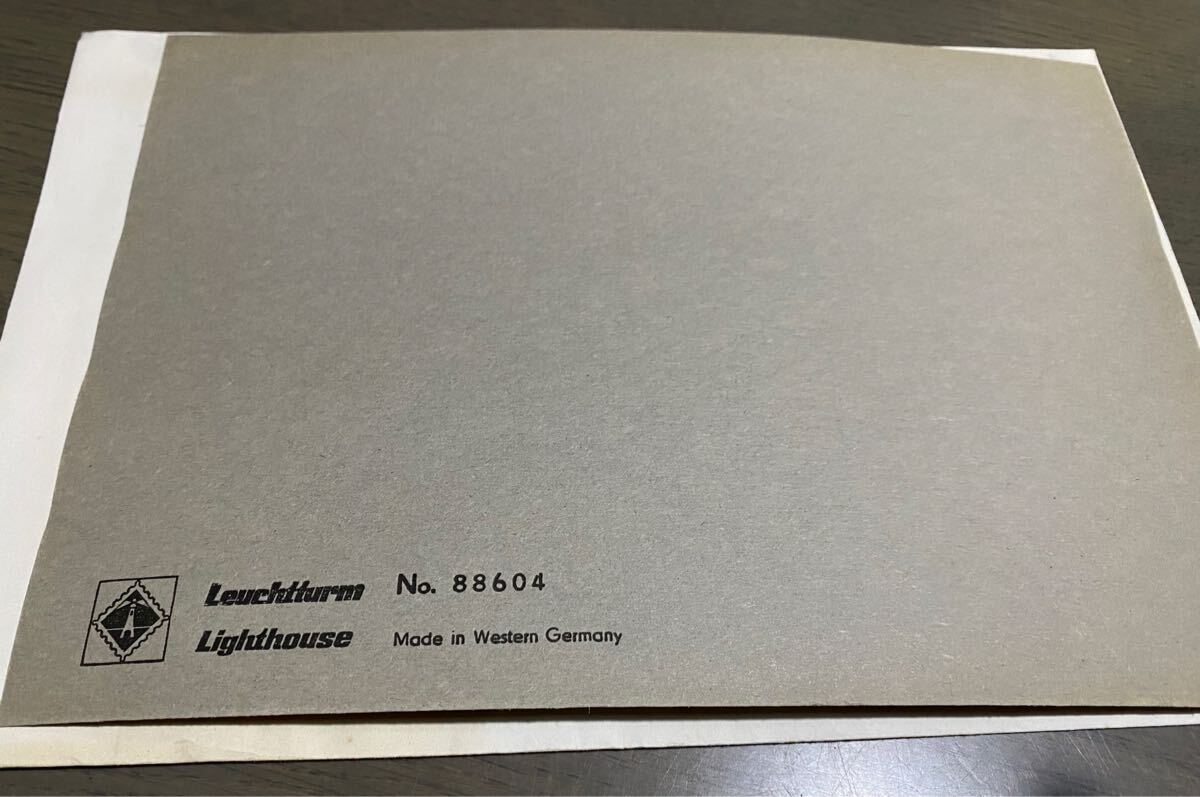 Leuchtturm No. 88604
Lighthouse Made in Western Germany